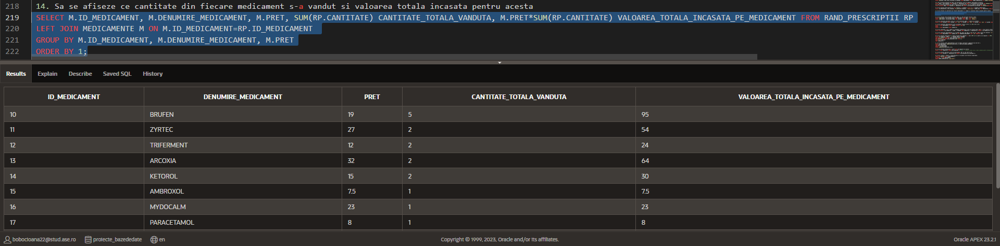 218 14. Sa se afiseze ce cantitate din fiecare medicament s-a vandut si valoarea totala incasata pentru acesta
219 SELECT M.ID_MEDICAMENT, M.DENUMIRE_MEDICAMENT, M.PRET, SUM(RP.CANTITATE) CANTITATE_TOTALA_VANDUTA, M.PRET*SUM(RP.CANTITATE) VALOAREA_TOTALA_INCASATA_PE_MEDICAMENT FROM RAND_PRESCRIPTII RP
220 LEFT JOIN MEDICAMENTE M ON M.ID_MEDICAMENT=RP.ID_MEDICAMENT
221 GROUP BY M.ID_MEDICAMENT, M.DENUMIRE_MEDICAMENT, M.PRET
222 ORDER BY 1;
Results Explain Describe Saved SQL History
ID_MEDICAMENT DENUMIRE_MEDICAMENT PRET CANTITATE_TOTALA_VANDUTA VALOAREA_TOTALA_INCASATA_PE_MEDICAMENT
10 BRUFEN 19 5 95
11 ZYRTEC 27 2 54
12 TRIFERMENT 12 2 24
13 ARCOXIA 32 2 64
14 KETOROL 15 2 30
15 AMBROXOL 7.5 1 7.5
16 MYDOCALM 23 1 23
17 PARACETAMOL 8 1 8
bobocioana22@stud.ase.ro proiecte_bazededate en Copyright © 1999, 2023, Oracle and/or its affiliates. Oracle APEX 23.2.1